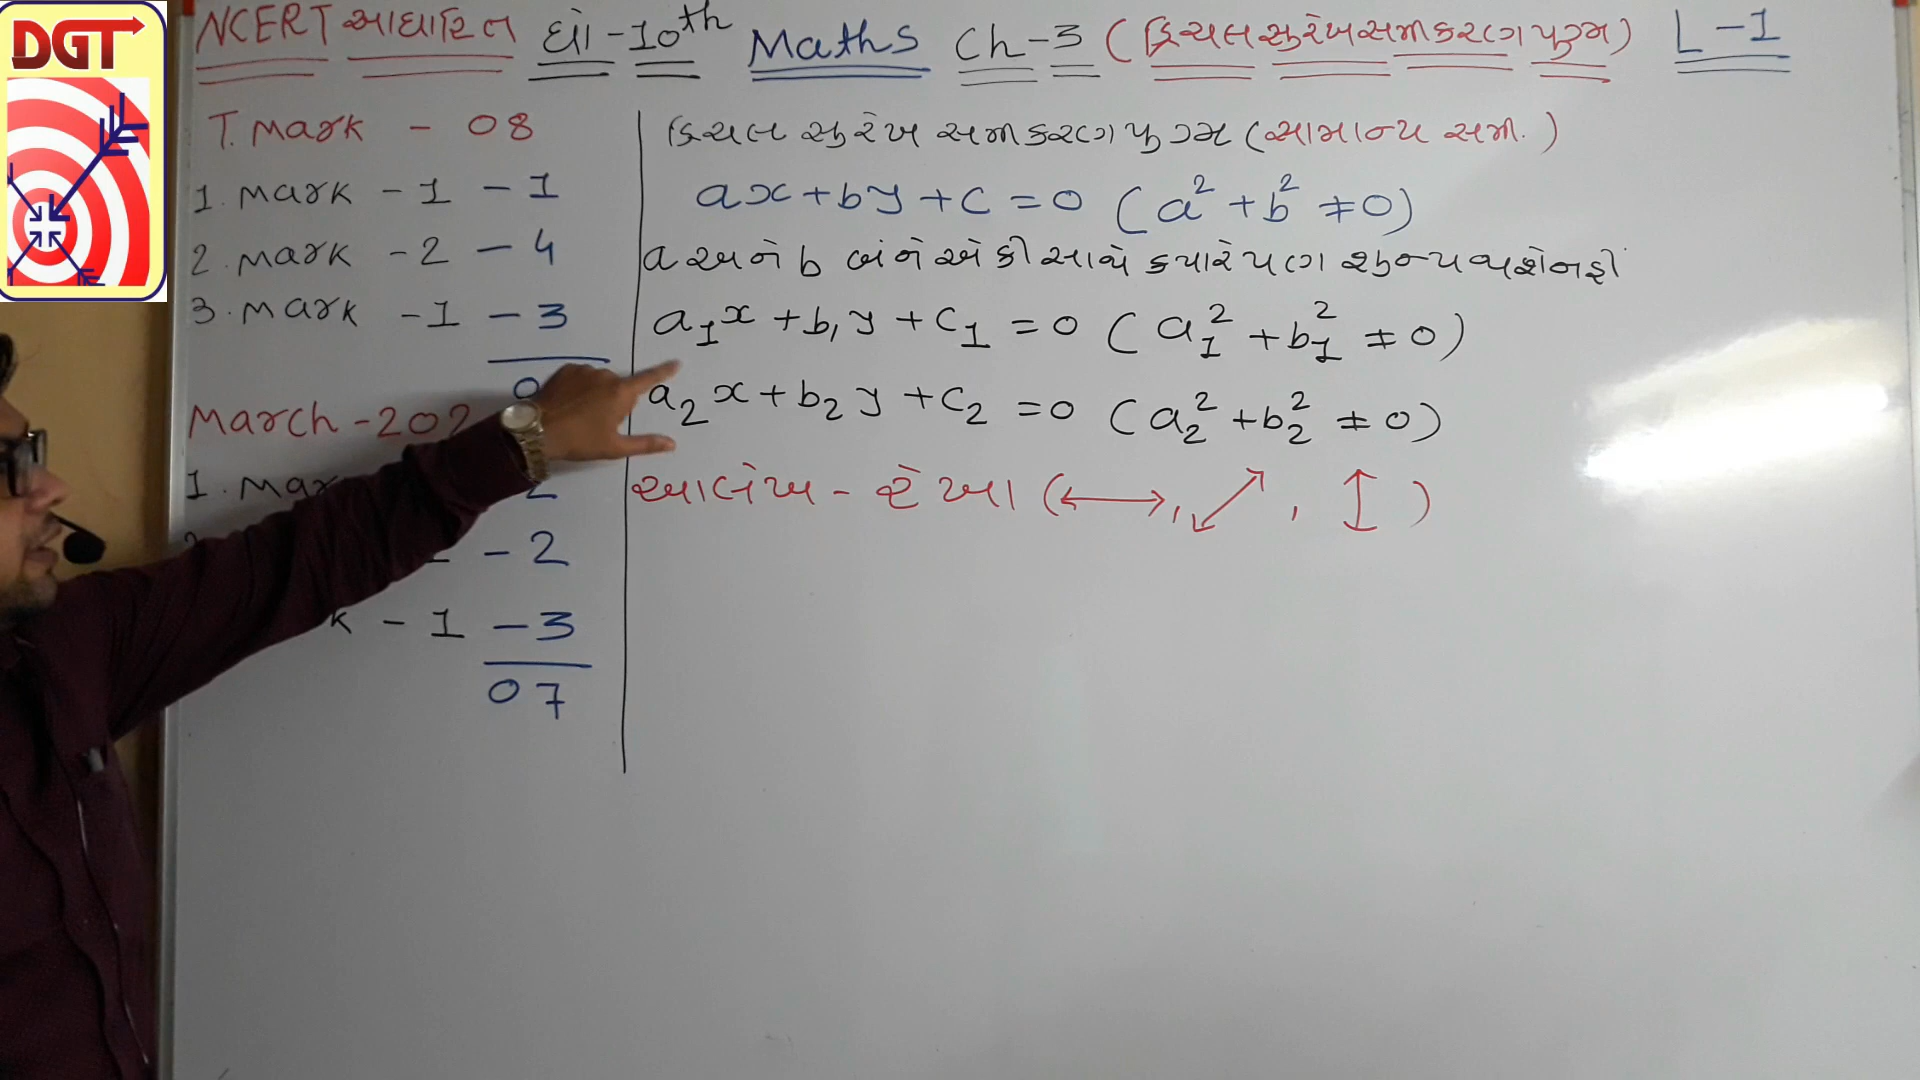 DGT
NCERT આધારિત ધો-10th Maths Ch-3 (દ્વિચલ સુરેખ સમીકરણ યુગ્મ) L-1
T. Mark - 08
1. Mark - 1 - 1
2. Mark - 2 - 4
3. Mark - 1 - 3
March -202
1. Mar
- 2
k - 1 - 3
07
દ્વિચલ સુરેખ સમીકરણ યુગ્મ (સામાન્ય સમી.)
ax + by + c = 0 (a² + b² ≠ 0)
a અને b બંને એકી સાથે ક્યારેય પણ શૂન્ય થશે નહીં
a₁x + b₁y + c₁ = 0 (a₁² + b₁² ≠ 0)
a₂x + b₂y + c₂ = 0 (a₂² + b₂² ≠ 0)
આલેખ - રેખા (↔, ↗, ↕)